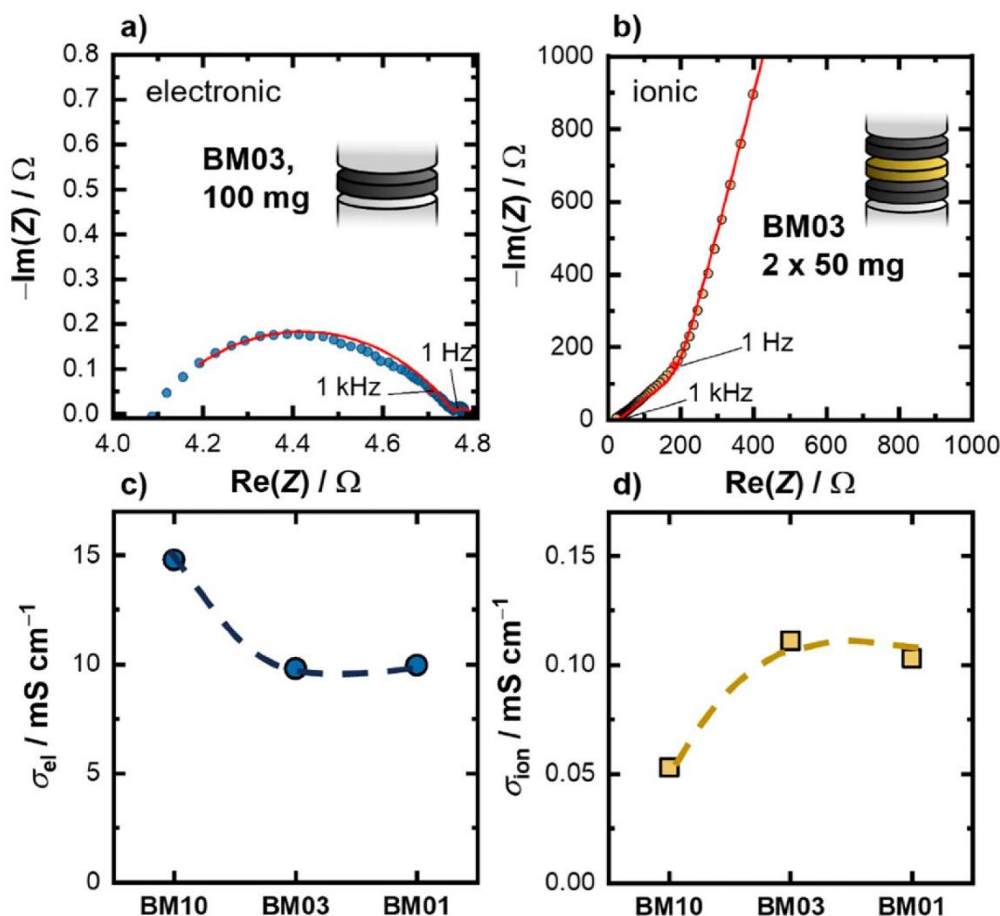 a)
0.8
0.7
0.6
0.5
0.4
0.3
0.2
0.1
0.0
−Im(Z) / Ω
electronic
BM03,
100 mg
1 kHz
1 Hz
4.0 4.2 4.4 4.6 4.8
Re(Z) / Ω
b)
1000
800
600
400
200
0
−Im(Z) / Ω
ionic
BM03
2 x 50 mg
1 Hz
1 kHz
0 200 400 600 800 1000
Re(Z) / Ω
c)
15
10
5
0
σel / mS cm−1
BM10 BM03 BM01
d)
0.15
0.10
0.05
0.00
σion / mS cm−1
BM10 BM03 BM01